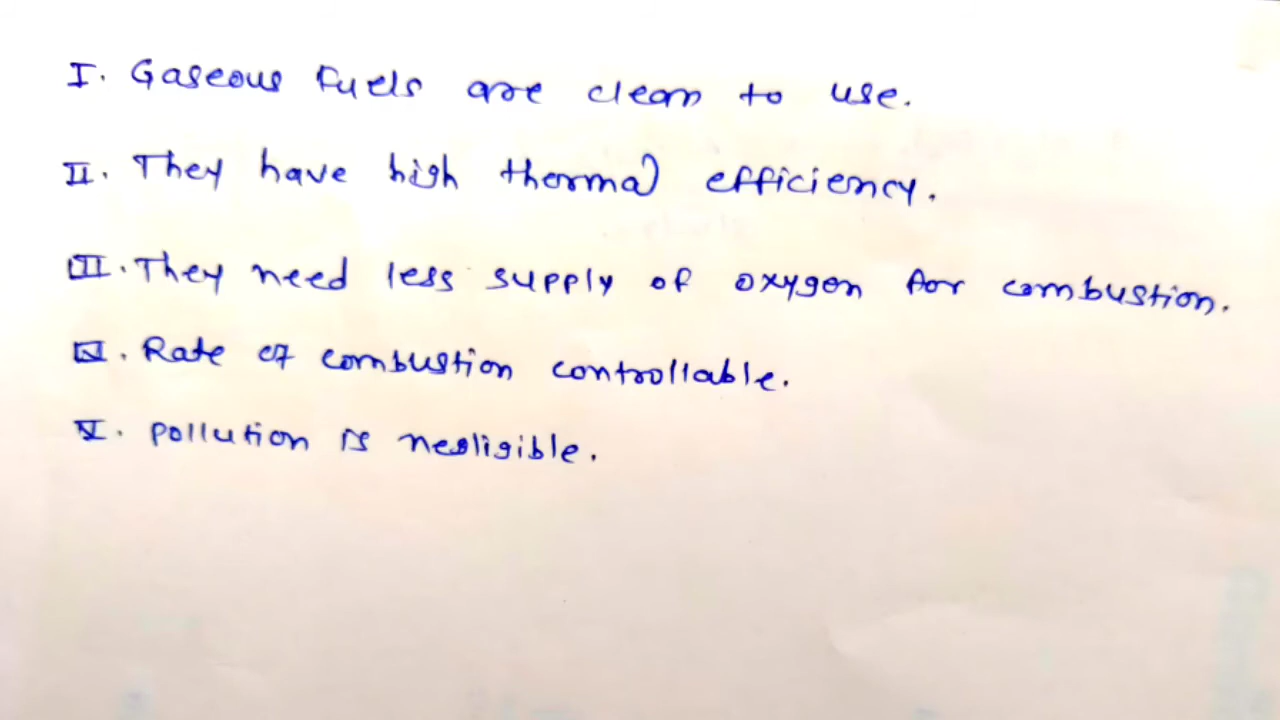 I. Gaseous fuels are clean to use.
II. They have high thermal efficiency.
III. They need less supply of oxygen for combustion.
IV. Rate of combustion controllable.
V. pollution is negligible.